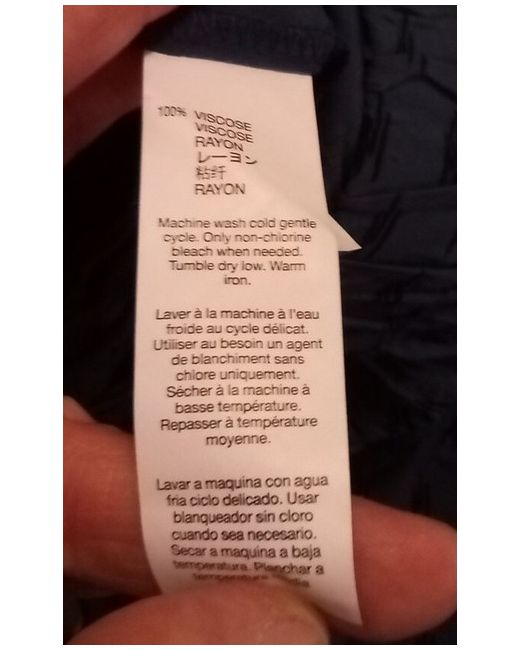 100% VISCOSE
VISCOSE
RAYON
レーヨン
粘纤
RAYON
Machine wash cold gentle
cycle. Only non-chlorine
bleach when needed.
Tumble dry low. Warm
iron.
Laver à la machine à l'eau
froide au cycle délicat.
Utiliser au besoin un agent
de blanchiment sans
chlore uniquement.
Sécher à la machine à
basse température.
Repasser à température
moyenne.
Lavar a maquina con agua
fria ciclo delicado. Usar
blanqueador sin cloro
cuando sea necesario.
Secar a maquina a baja
temperatura. Planchar a
temperatura